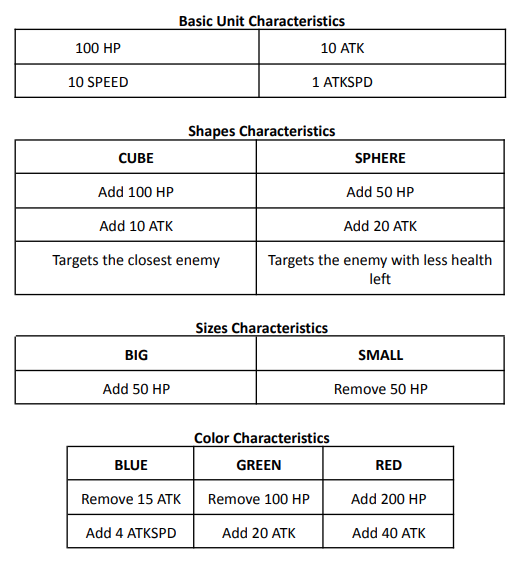 Basic Unit Characteristics
100 HP 10 ATK
10 SPEED 1 ATKSPD
Shapes Characteristics
CUBE SPHERE
Add 100 HP Add 50 HP
Add 10 ATK Add 20 ATK
Targets the closest enemy Targets the enemy with less health
left
Sizes Characteristics
BIG SMALL
Add 50 HP Remove 50 HP
Color Characteristics
BLUE GREEN RED
Remove 15 ATK Remove 100 HP Add 200 HP
Add 4 ATKSPD Add 20 ATK Add 40 ATK